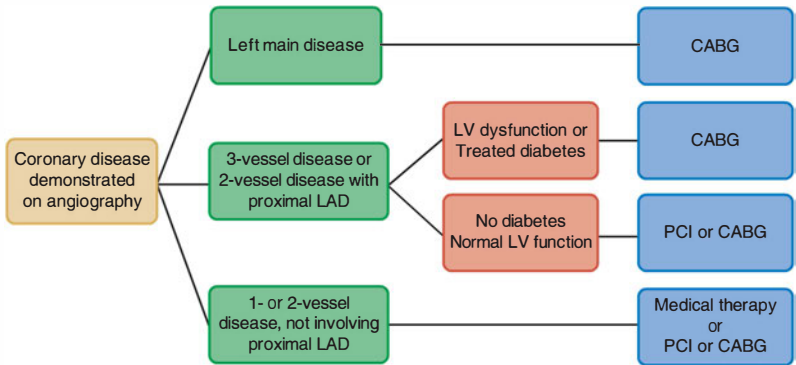 Left main disease
CABG
Coronary disease
demonstrated
on angiography
3-vessel disease or
2-vessel disease with
proximal LAD
LV dysfunction or
Treated diabetes
CABG
No diabetes
Normal LV function
PCI or CABG
1- or 2-vessel
disease, not involving
proximal LAD
Medical therapy
or
PCI or CABG